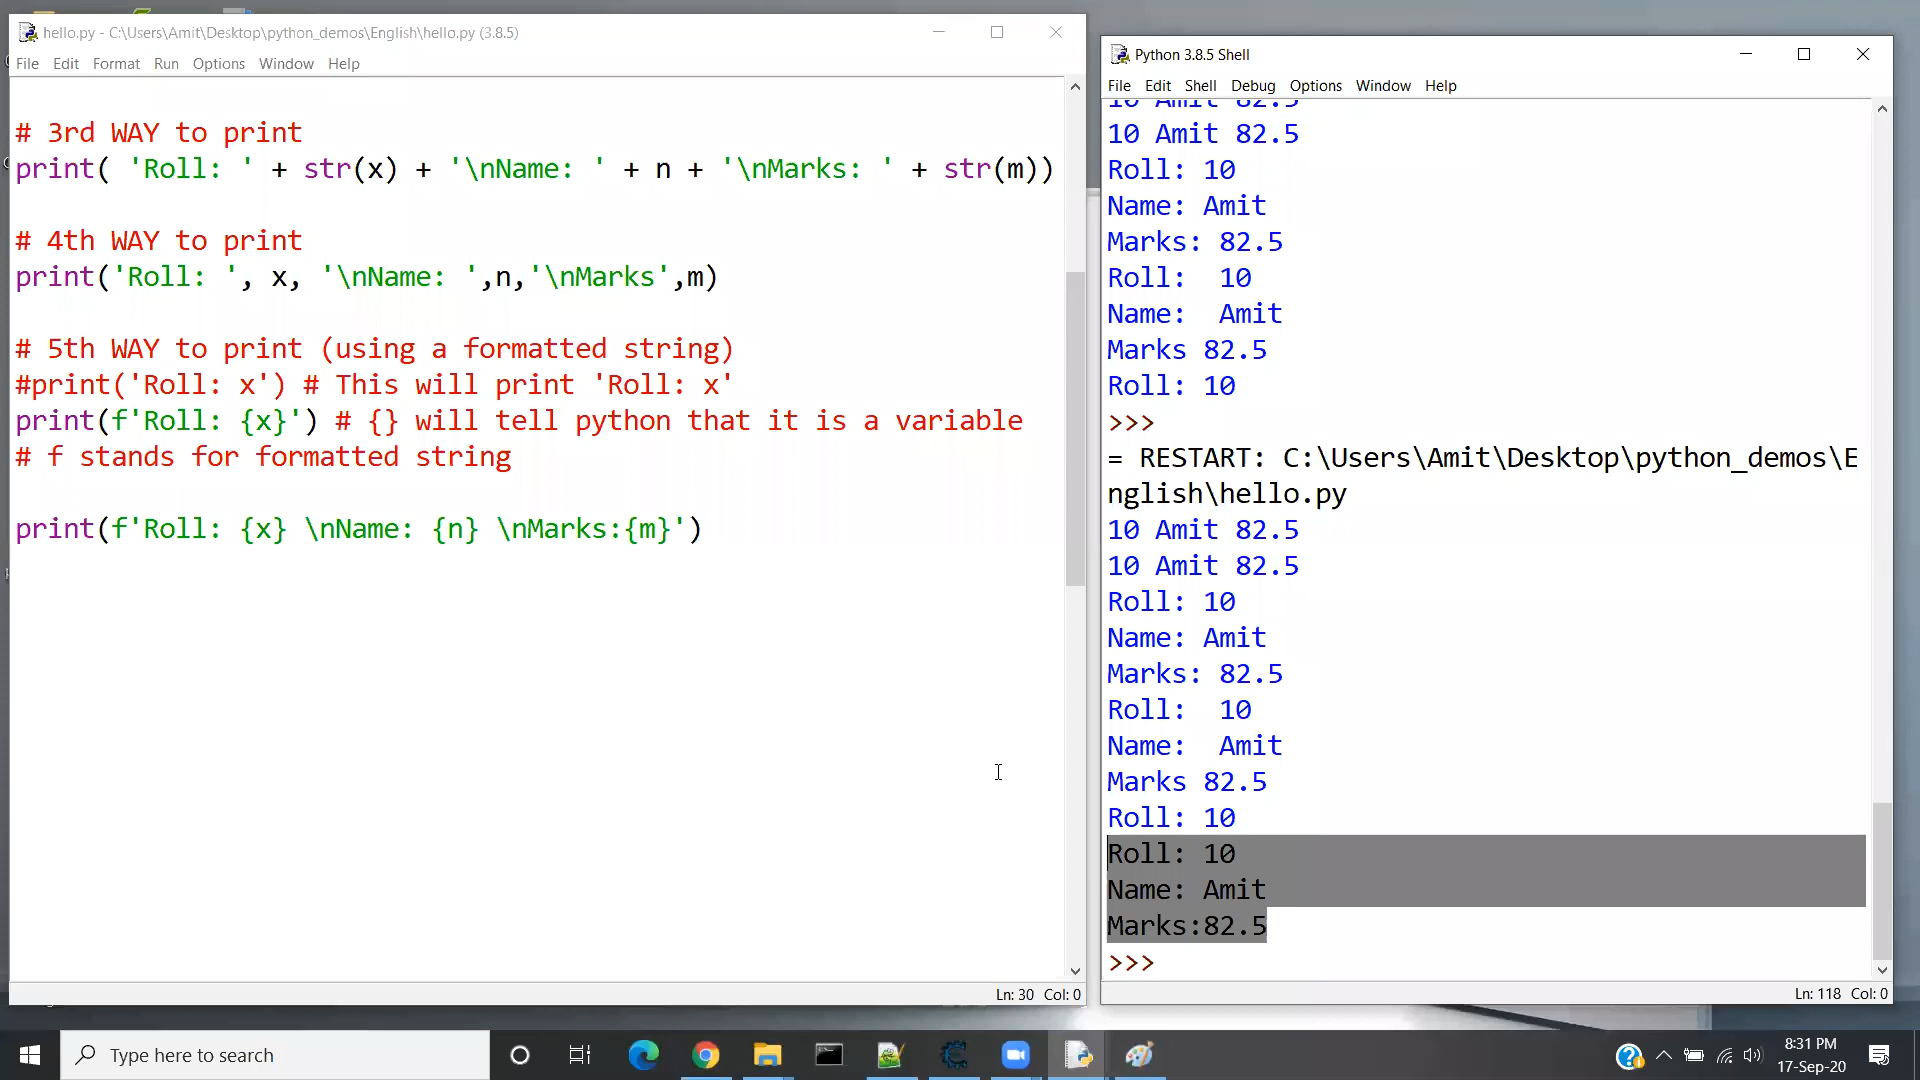 hello.py - C:\Users\Amit\Desktop\python_demos\English\hello.py (3.8.5)
File Edit Format Run Options Window Help
# 3rd WAY to print
print( 'Roll: ' + str(x) + '\nName: ' + n + '\nMarks: ' + str(m))
# 4th WAY to print
print('Roll: ', x, '\nName: ',n,'\nMarks',m)
# 5th WAY to print (using a formatted string)
#print('Roll: x') # This will print 'Roll: x'
print(f'Roll: {x}') # {} will tell python that it is a variable
# f stands for formatted string
print(f'Roll: {x} \nName: {n} \nMarks:{m}')
Ln: 30 Col: 0
Python 3.8.5 Shell
File Edit Shell Debug Options Window Help
10 Amit 82.5
10 Amit 82.5
Roll: 10
Name: Amit
Marks: 82.5
Roll:  10
Name:  Amit
Marks 82.5
Roll: 10
>>>
= RESTART: C:\Users\Amit\Desktop\python_demos\E
nglish\hello.py
10 Amit 82.5
10 Amit 82.5
Roll: 10
Name: Amit
Marks: 82.5
Roll:  10
Name:  Amit
Marks 82.5
Roll: 10
Roll: 10
Name: Amit
Marks:82.5
>>>
Ln: 118 Col: 0
Type here to search
8:31 PM
17-Sep-20